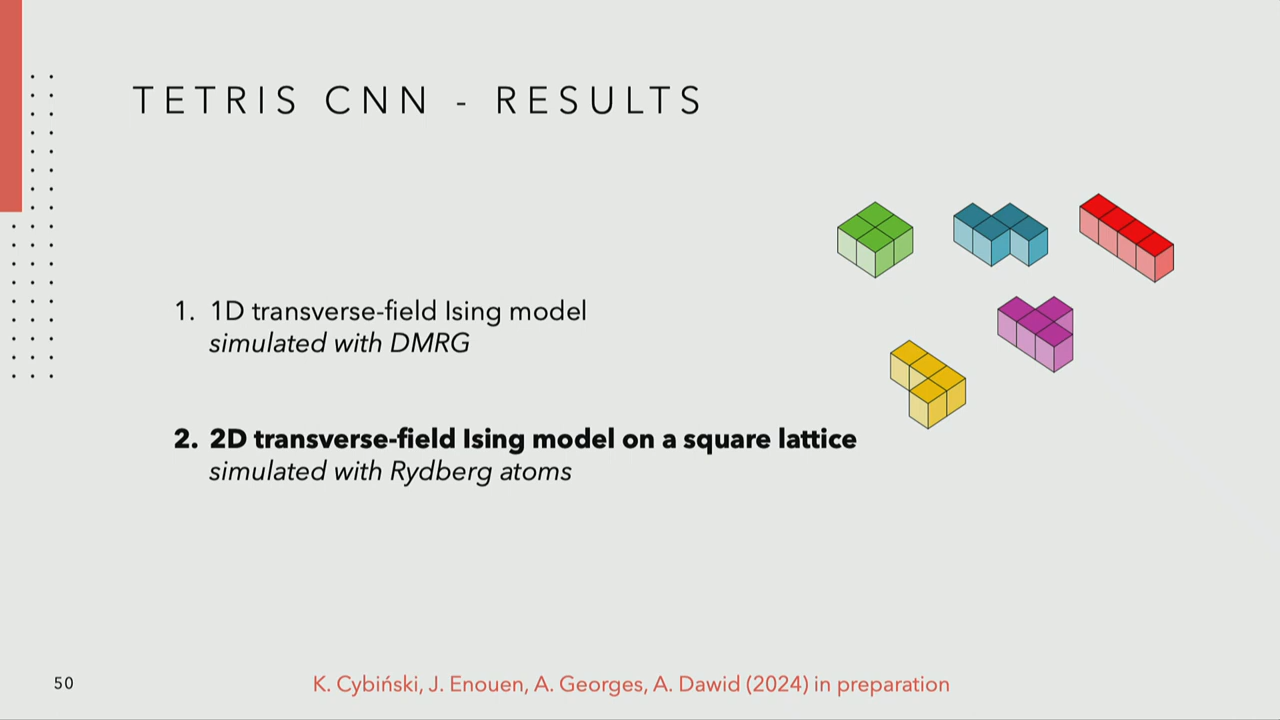 TETRIS CNN - RESULTS
1. 1D transverse-field Ising model
simulated with DMRG
2. 2D transverse-field Ising model on a square lattice
simulated with Rydberg atoms
50
K. Cybiński, J. Enouen, A. Georges, A. Dawid (2024) in preparation